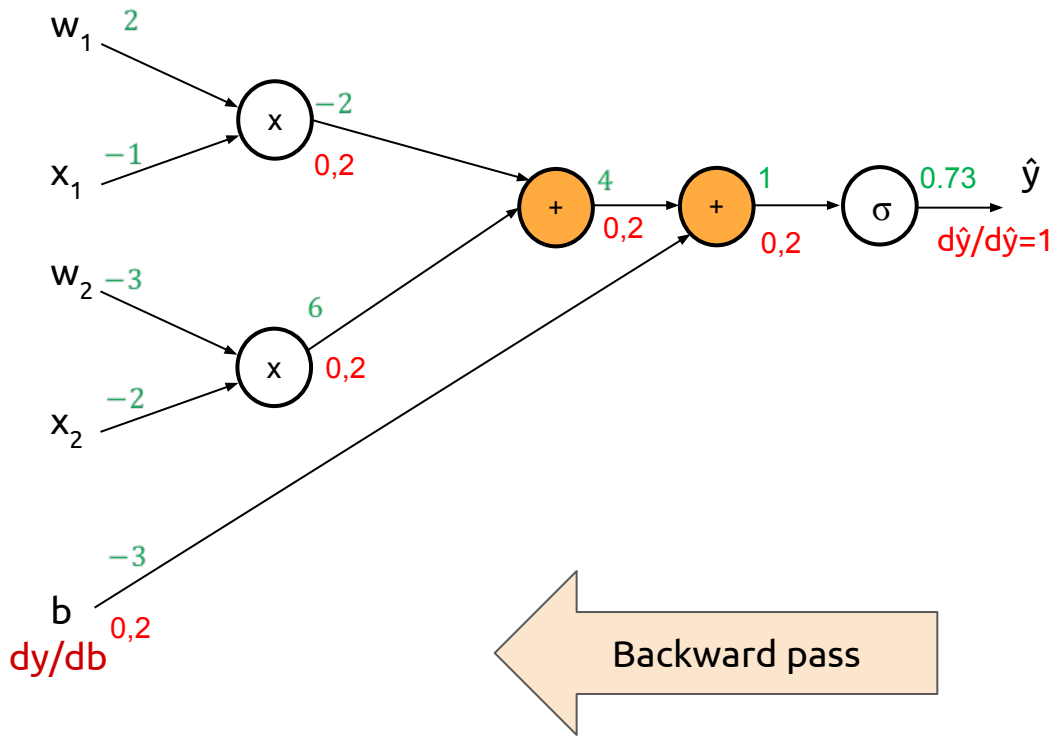 w₁ 2
x
−2
0,2
x₁ −1
+
4
0,2
+
1
0,2
σ
0.73
ŷ
dŷ/dŷ=1
w₂ −3
x
6
0,2
x₂ −2
−3
b
0,2
dy/db
Backward pass